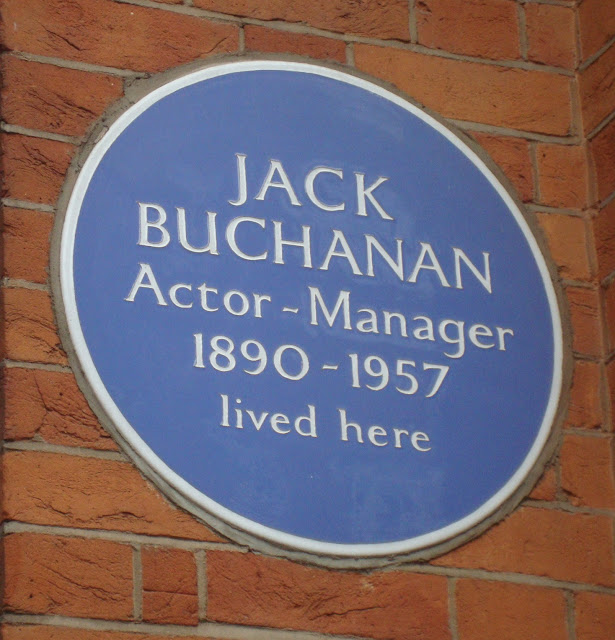 JACK
BUCHANAN
Actor-Manager
1890-1957
lived here